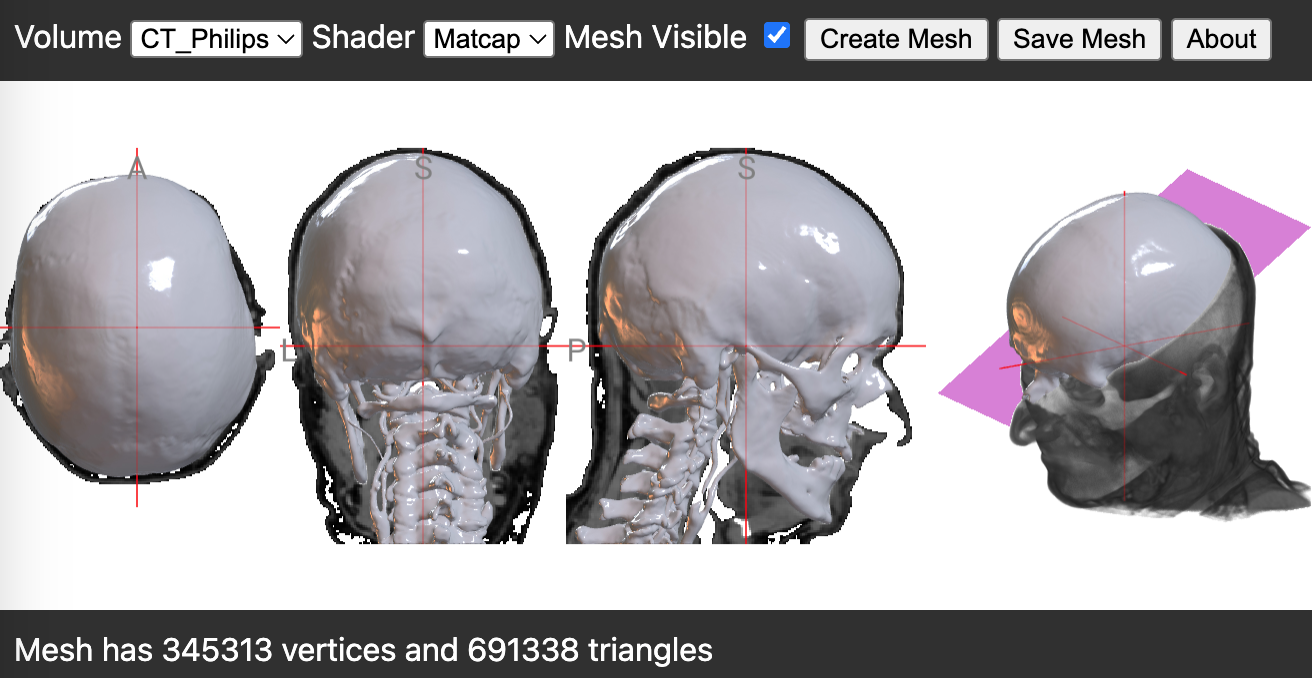 Volume CT_Philips Shader Matcap Mesh Visible Create Mesh Save Mesh About
A
S
S
L
P
Mesh has 345313 vertices and 691338 triangles